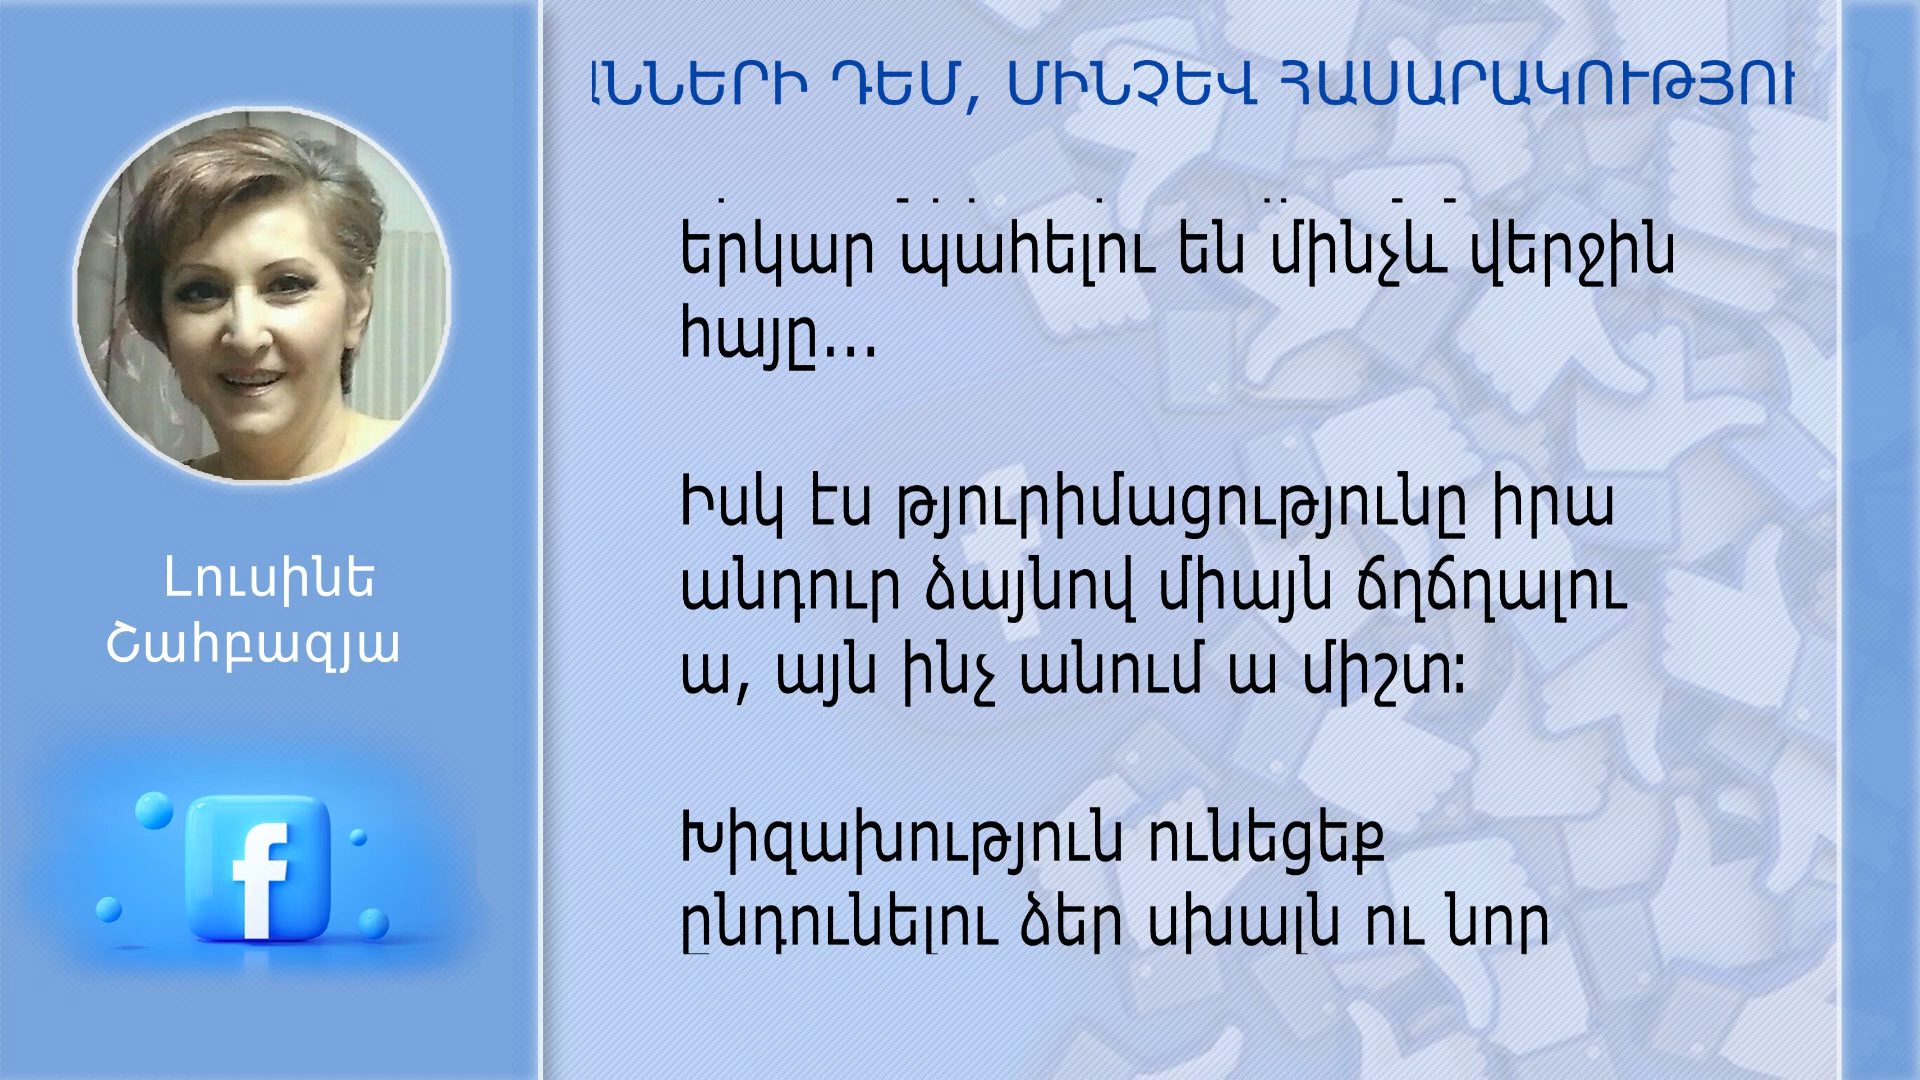 ՆՆԵՐԻ ԴԵՄ, ՄԻՆՉԵՎ ՀԱՍԱՐԱԿՈՒԹՅՈՒ
երկար պահելու են մինչև վերջին
հայը...
Իսկ էս թյուրիմացությունը իրա
անդուր ձայնով միայն ճղճղալու
ա, այն ինչ անում ա միշտ:
Խիզախություն ունեցեք
ընդունելու ձեր սխալն ու նոր
Լուսինե
Շահբազյա
f